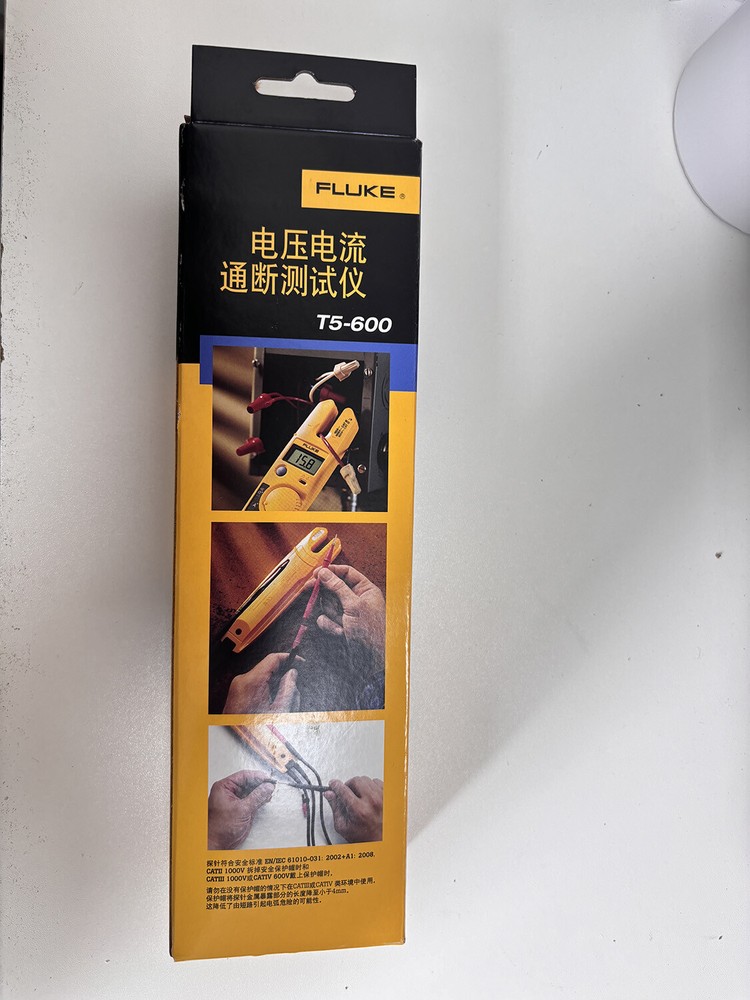 FLUKE®
电压电流
通断测试仪
T5-600
FLUKE
15.8
探针符合安全标准 EN/IEC 61010-031: 2002+A1: 2008.
CATII 1000V 拆掉安全保护帽时和
CATIII 1000V或CATIV 600V戴上保护帽时。
请勿在没有保护帽的情况下在CATIII或CATIV 类环境中使用。
保护帽将探针金属暴露部分的长度降至小于4mm。
这降低了由短路引起电弧危险的可能性。